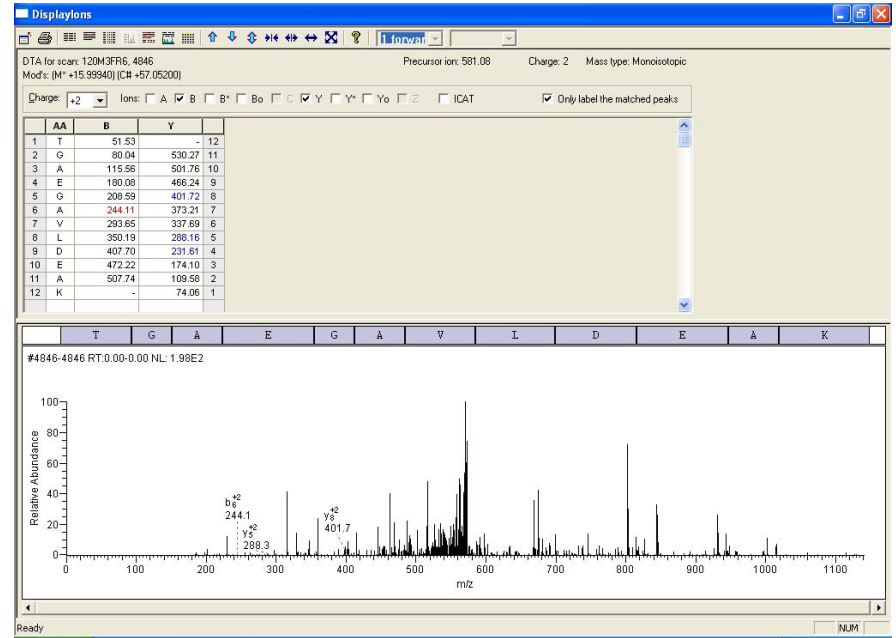 DisplayIons
1 forward
DTA for scan: 120M3FR6, 4846 Precursor ion: 581.08 Charge: 2 Mass type: Monoisotopic
Mod's: (M* +15.99940) (C# +57.05200)
Charge: +2 Ions: A B B* Bo C Y Y* Yo Z ICAT Only label the matched peaks
AA B Y
1 T 51.53 - 12
2 G 80.04 530.27 11
3 A 115.56 501.76 10
4 E 180.08 466.24 9
5 G 208.59 401.72 8
6 A 244.11 373.21 7
7 V 293.65 337.69 6
8 L 350.19 288.16 5
9 D 407.70 231.61 4
10 E 472.22 174.10 3
11 A 507.74 109.58 2
12 K - 74.06 1
T G A E G A V L D E A K
#4846-4846 RT:0.00-0.00 NL: 1.98E2
100
80
60
40
20
0
Relative Abundance
b6+2
244.1
y5+2
288.3
y8+2
401.7
0 100 200 300 400 500 600 700 800 900 1000 1100
m/z
Ready NUM